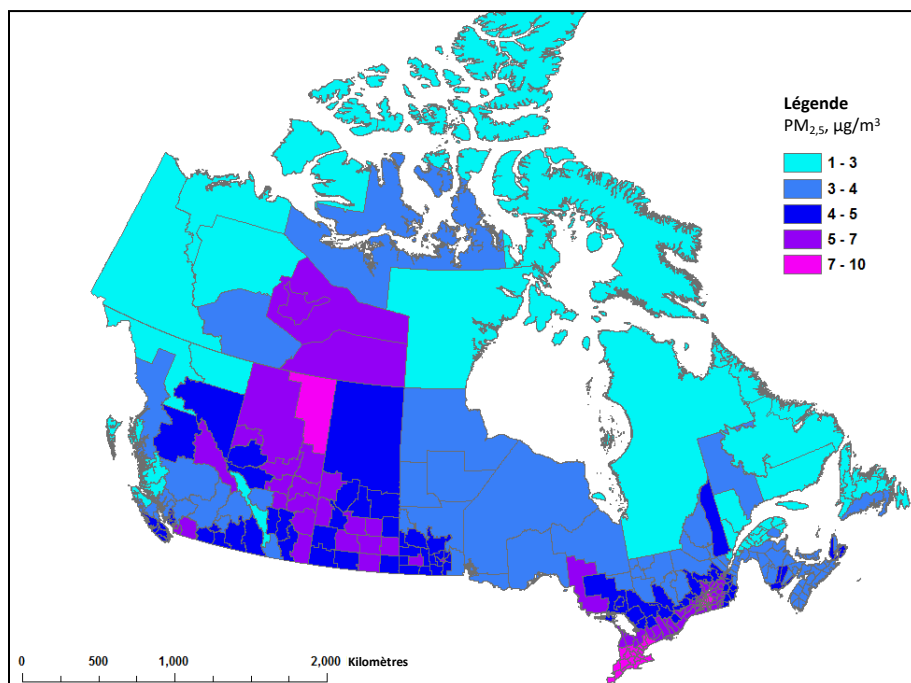 Légende
PM2,5, µg/m³
1 - 3
3 - 4
4 - 5
5 - 7
7 - 10
0 500 1,000 2,000 Kilomètres